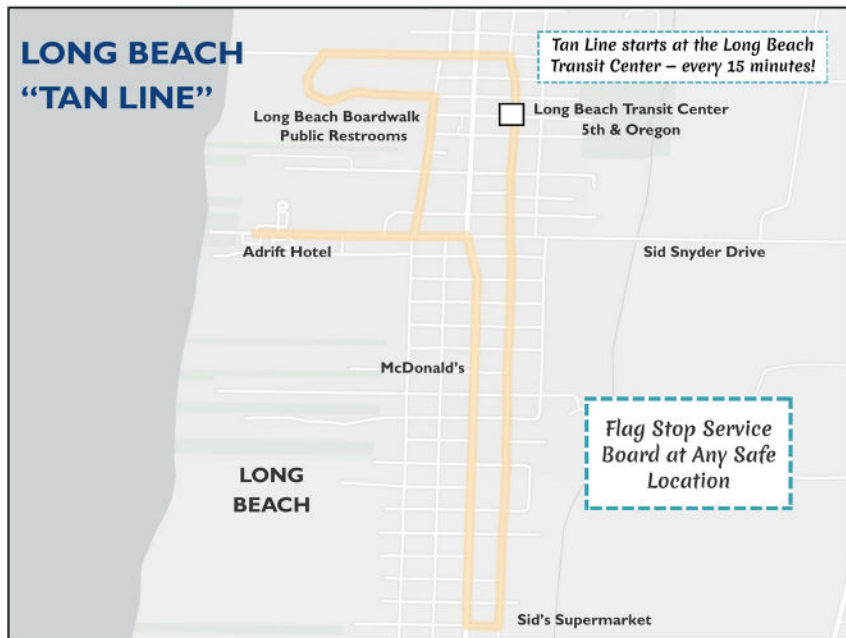 LONG BEACH
“TAN LINE”
Tan Line starts at the Long Beach
Transit Center – every 15 minutes!
Long Beach Boardwalk
Public Restrooms
Long Beach Transit Center
5th & Oregon
Adrift Hotel
Sid Snyder Drive
McDonald's
Flag Stop Service
Board at Any Safe
Location
LONG
BEACH
Sid's Supermarket